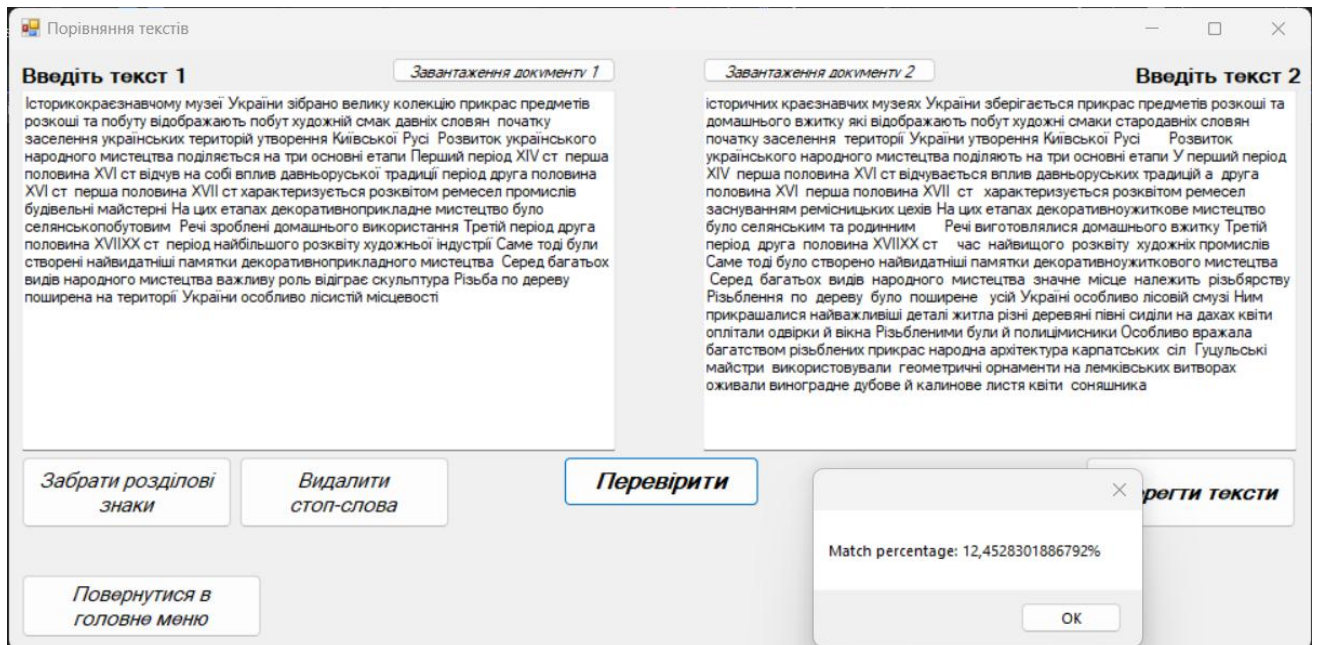 Порівняння текстів
Введіть текст 1
Завантаження документу 1
Завантаження документу 2
Введіть текст 2
Історикокраєзнавчому музеї України зібрано велику колекцію прикрас предметів
розкоші та побуту відображають побут художній смак давніх словян початку
заселення українських територій утворення Київської Русі Розвиток українського
народного мистецтва поділяється на три основні етапи Перший період XIV ст перша
половина XVI ст відчув на собі вплив давньоруської традиції період друга половина
XVI ст перша половина XVII ст характеризується розквітом ремесел промислів
будівельні майстерні На цих етапах декоративноприкладне мистецтво було
селянськопобутовим Речі зроблені домашнього використання Третій період друга
половина XVIIXX ст період найбільшого розквіту художньої індустрії Саме тоді були
створені найвидатніші памятки декоративноприкладного мистецтва Серед багатьох
видів народного мистецтва важливу роль відіграє скульптура Різьба по дереву
поширена на території України особливо лісистій місцевості
історичних краєзнавчих музеях України зберігається прикрас предметів розкоші та
домашнього вжитку які відображають побут художні смаки стародавніх словян
початку заселення території України утворення Київської Русі Розвиток
українського народного мистецтва поділяють на три основні етапи У перший період
XIV перша половина XVI ст відчувається вплив давньоруських традицій а друга
половина XVI перша половина XVII ст характеризується розквітом ремесел
заснуванням ремісницьких цехів На цих етапах декоративноужиткове мистецтво
було селянським та родинним Речі виготовлялися домашнього вжитку Третій
період друга половина XVIIXX ст час найвищого розквіту художніх промислів
Саме тоді було створено найвидатніші памятки декоративноужиткового мистецтва
Серед багатьох видів народного мистецтва значне місце належить різьбярству
Різьблення по дереву було поширене усій Україні особливо лісовій смузі Ним
прикрашалися найважливіші деталі житла різні деревяні півні сиділи на дахах квіти
оплітали одвірки й вікна Різьбленими були й полицімисники Особливо вражала
багатством різьблених прикрас народна архітектура карпатських сіл Гуцульські
майстри використовували геометричні орнаменти на лемківських витворах
оживали виноградне дубове й калинове листя квіти соняшника
Забрати розділові
знаки
Видалити
стоп-слова
Перевірити
тексти
Match percentage: 12,4528301886792%
OK
Повернутися в
головне меню